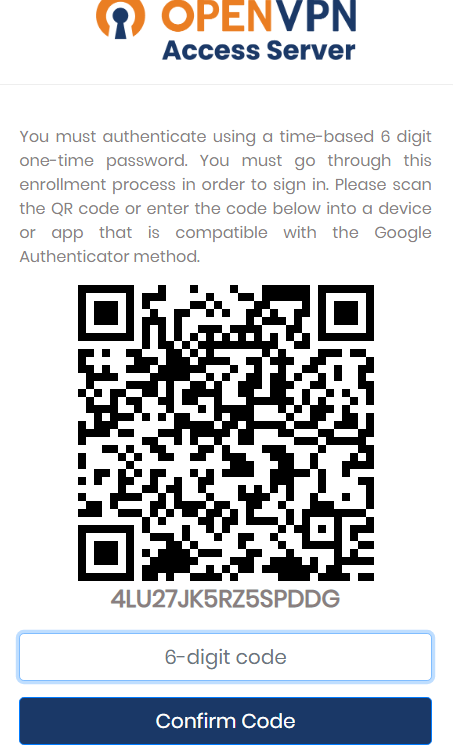 OPENVPN
Access Server
You must authenticate using a time-based 6 digit
one-time password. You must go through this
enrollment process in order to sign in. Please scan
the QR code or enter the code below into a device
or app that is compatible with the Google
Authenticator method.
4LU27JK5RZ5SPDDG
6-digit code
Confirm Code